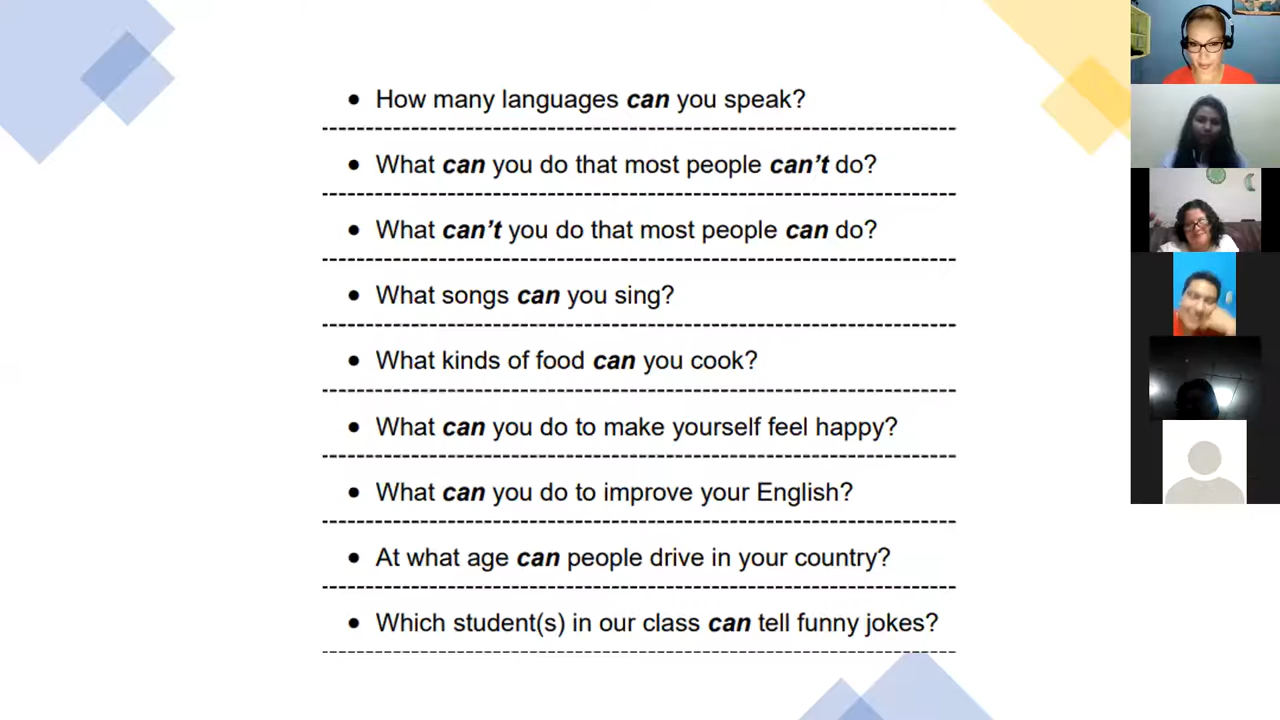 • How many languages can you speak?
• What can you do that most people can't do?
• What can't you do that most people can do?
• What songs can you sing?
• What kinds of food can you cook?
• What can you do to make yourself feel happy?
• What can you do to improve your English?
• At what age can people drive in your country?
• Which student(s) in our class can tell funny jokes?